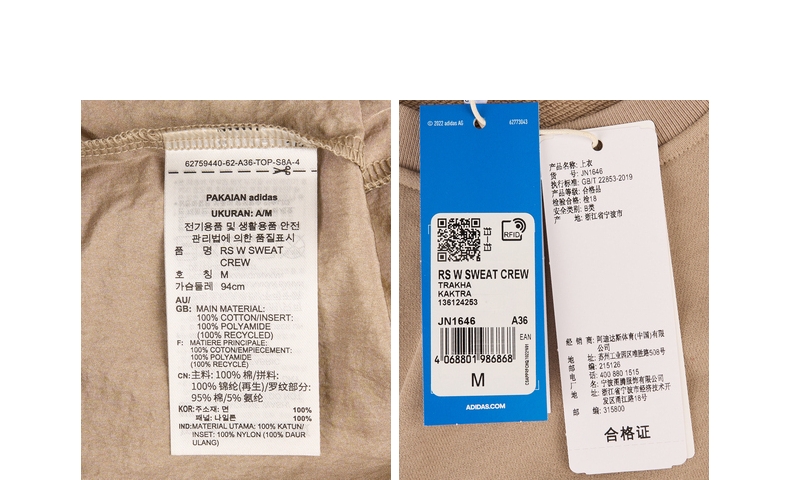 62759440-62-A36-TOP-S8A-4
PAKAIAN adidas
UKURAN: A/M
전기용품 및 생활용품 안전
관리법에 의한 품질표시
품 명 RS W SWEAT
CREW
호 칭 M
가슴둘레 94cm
AU/
GB: MAIN MATERIAL:
100% COTTON/INSERT:
100% POLYAMIDE
(100% RECYCLED)
F: MATIERE PRINCIPALE:
100% COTON/EMPIECEMENT:
100% POLYAMIDE
(100% RECYCLÉ)
CN: 主料: 100% 棉/拼料:
100% 锦纶(再生)/罗纹部分:
95% 棉/5% 氨纶
KOR: 주소재: 면 100%
패널: 나일론 100%
IND: MATERIAL UTAMA: 100% KATUN/
INSET: 100% NYLON (100% DAUR
ULANG)
© 2022 adidas AG 62773043
扫一扫
RFID
RS W SWEAT CREW
TRAKHA
KAKTRA
136124253
JN1646 A36
EAN
4 068801 986868
M
ADIDAS.COM
产品名称: 上衣
货 号: JN1646
执行标准: GB/T 22853-2019
产品等级: 合格品
检验合格: 检18
安全类别: B类
产 地: 浙江省宁波市
经 销 商: 阿迪达斯体育(中国)有限
公司
地 址: 苏州工业园区唯胜路508号
邮 编: 215126
电 话: 400 880 1515
厂 名: 宁波甬腾服饰有限公司
地 址: 浙江省宁波市经济技术开
发区甬江路18号
邮 编: 315800
合格证